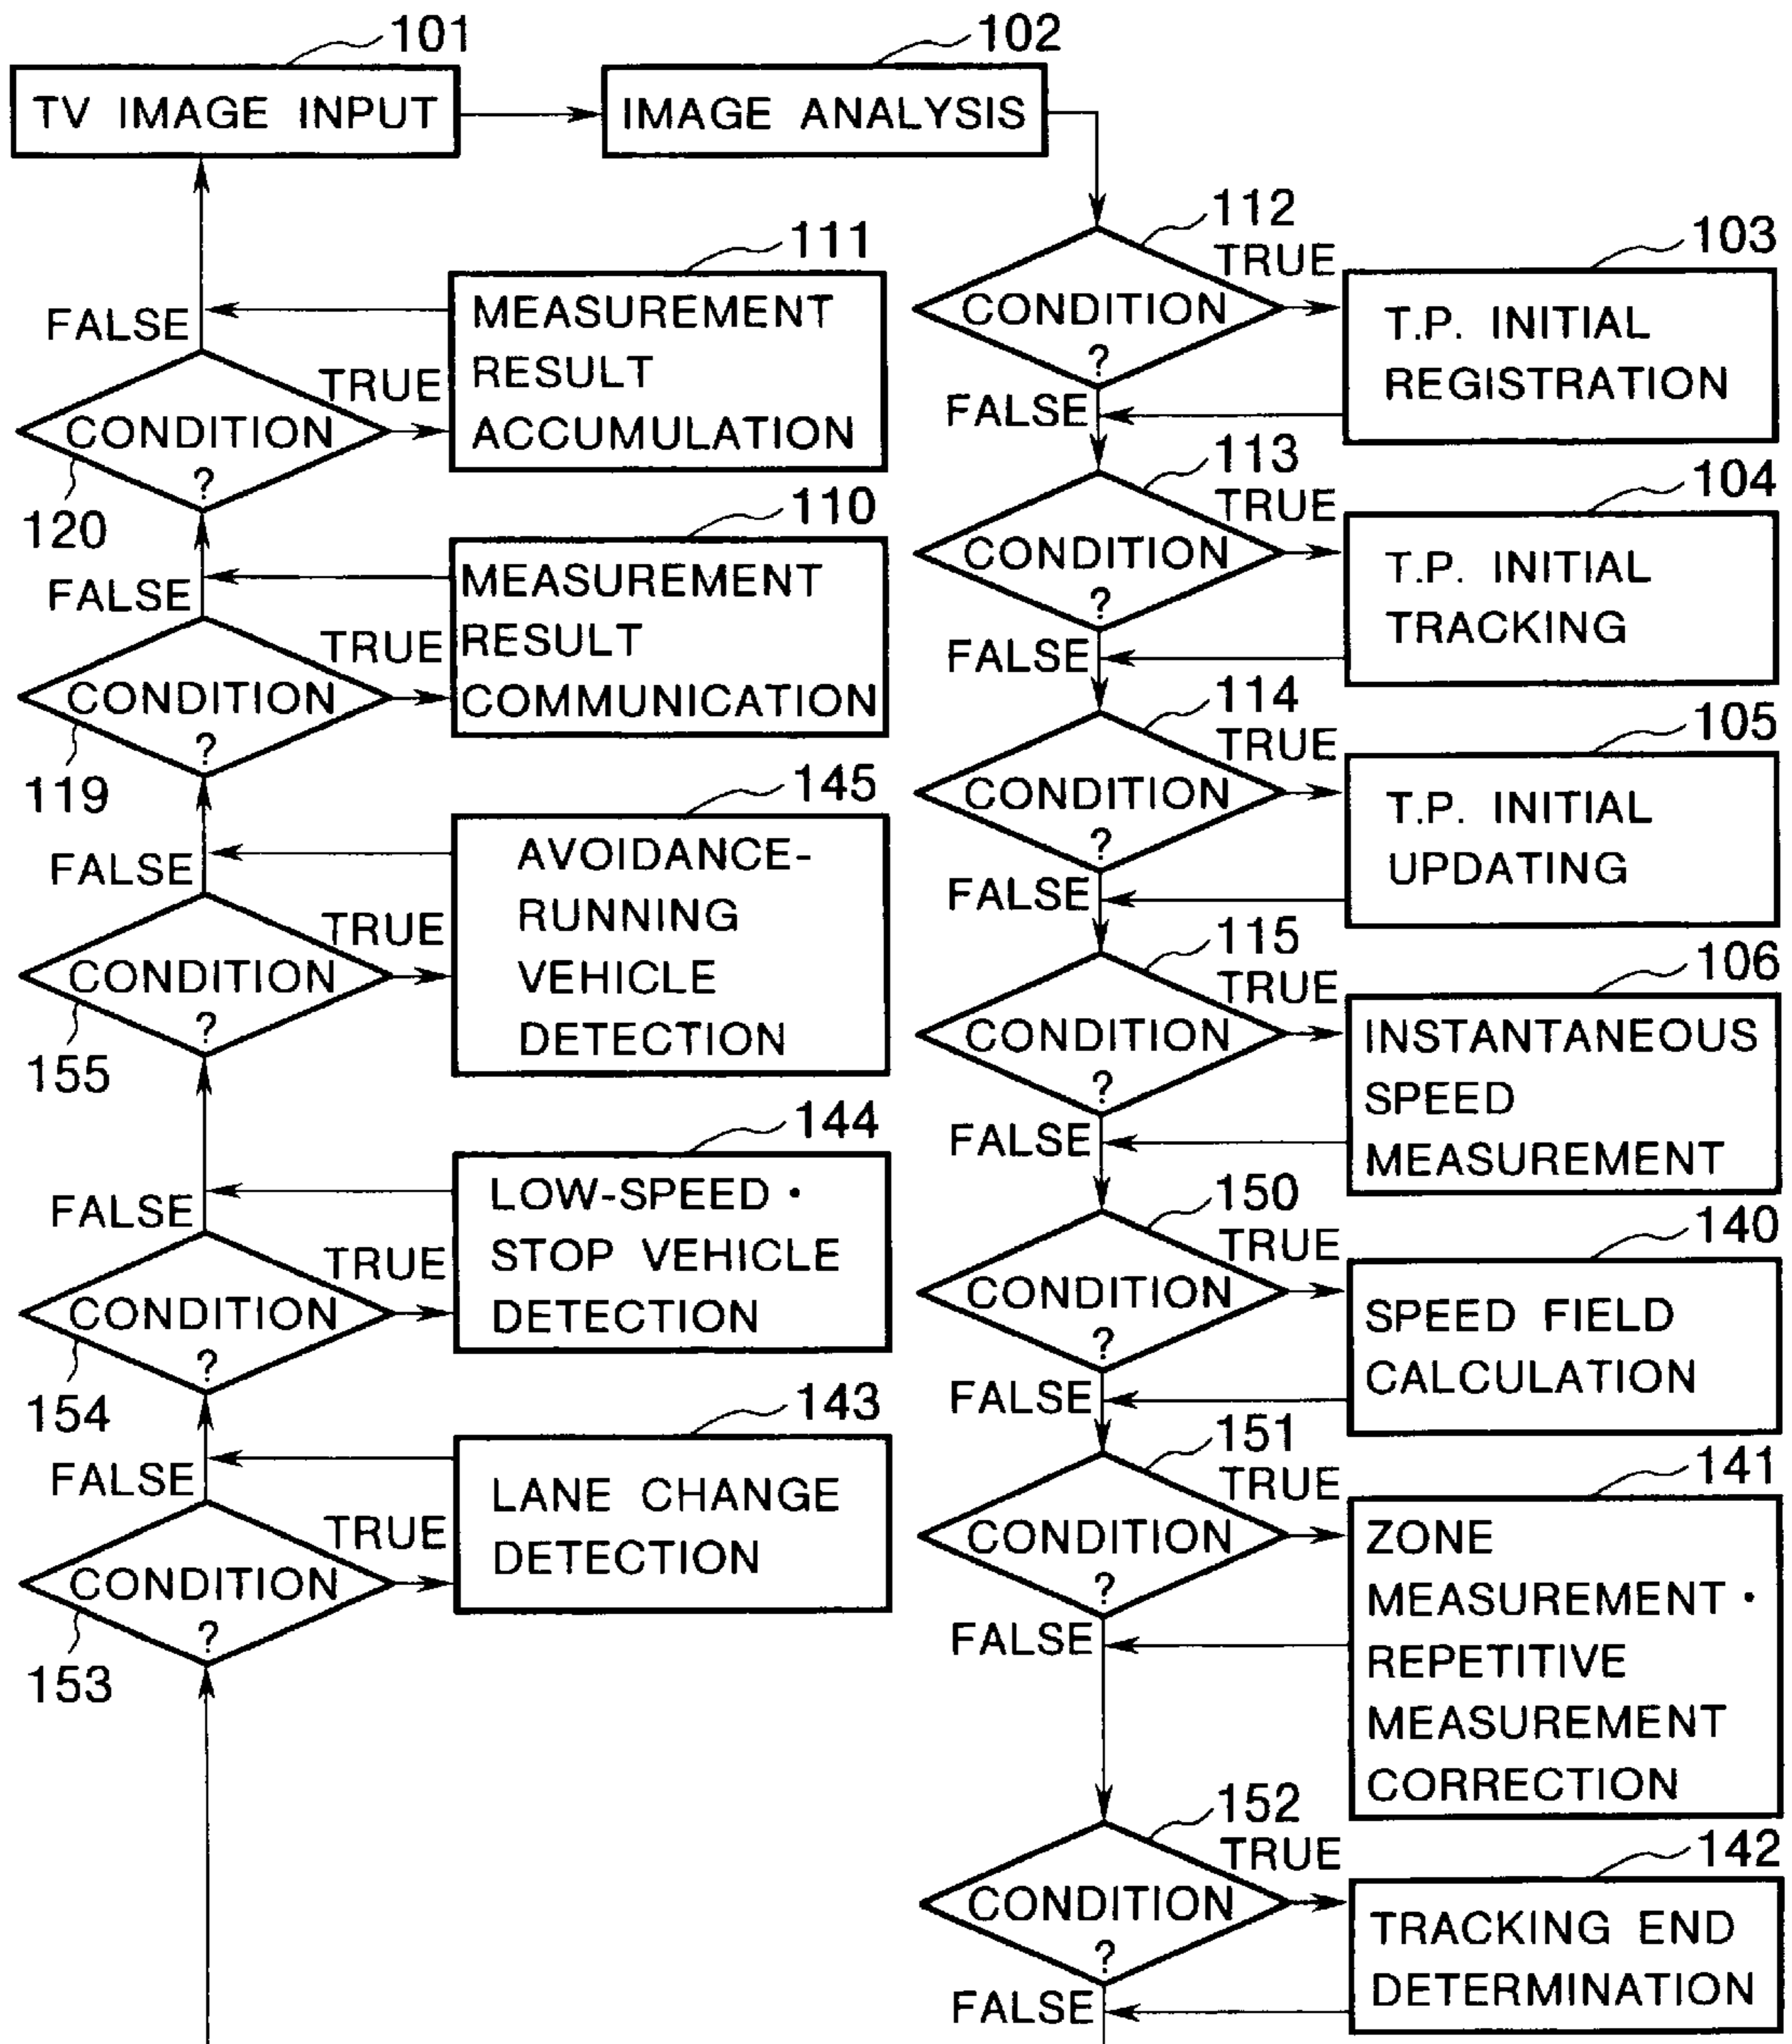 101
TV IMAGE INPUT
102
IMAGE ANALYSIS
112
CONDITION
?
TRUE
FALSE
103
T.P. INITIAL
REGISTRATION
113
CONDITION
?
TRUE
FALSE
104
T.P. INITIAL
TRACKING
114
CONDITION
?
TRUE
FALSE
105
T.P. INITIAL
UPDATING
115
CONDITION
?
TRUE
FALSE
106
INSTANTANEOUS
SPEED
MEASUREMENT
150
CONDITION
?
TRUE
FALSE
140
SPEED FIELD
CALCULATION
151
CONDITION
?
TRUE
FALSE
141
ZONE
MEASUREMENT・
REPETITIVE
MEASUREMENT
CORRECTION
152
CONDITION
?
TRUE
FALSE
142
TRACKING END
DETERMINATION
153
CONDITION
?
TRUE
FALSE
143
LANE CHANGE
DETECTION
154
CONDITION
?
TRUE
FALSE
144
LOW-SPEED・
STOP VEHICLE
DETECTION
155
CONDITION
?
TRUE
FALSE
145
AVOIDANCE-
RUNNING
VEHICLE
DETECTION
119
CONDITION
?
TRUE
FALSE
110
MEASUREMENT
RESULT
COMMUNICATION
120
CONDITION
?
TRUE
FALSE
111
MEASUREMENT
RESULT
ACCUMULATION